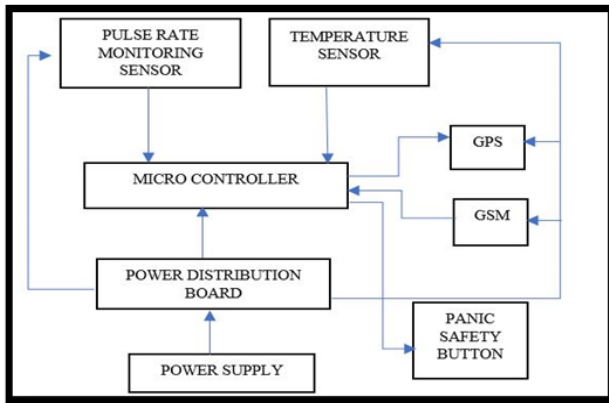 PULSE RATE
MONITORING
SENSOR
TEMPERATURE
SENSOR
GPS
MICRO CONTROLLER
GSM
POWER DISTRIBUTION
BOARD
PANIC
SAFETY
BUTTON
POWER SUPPLY